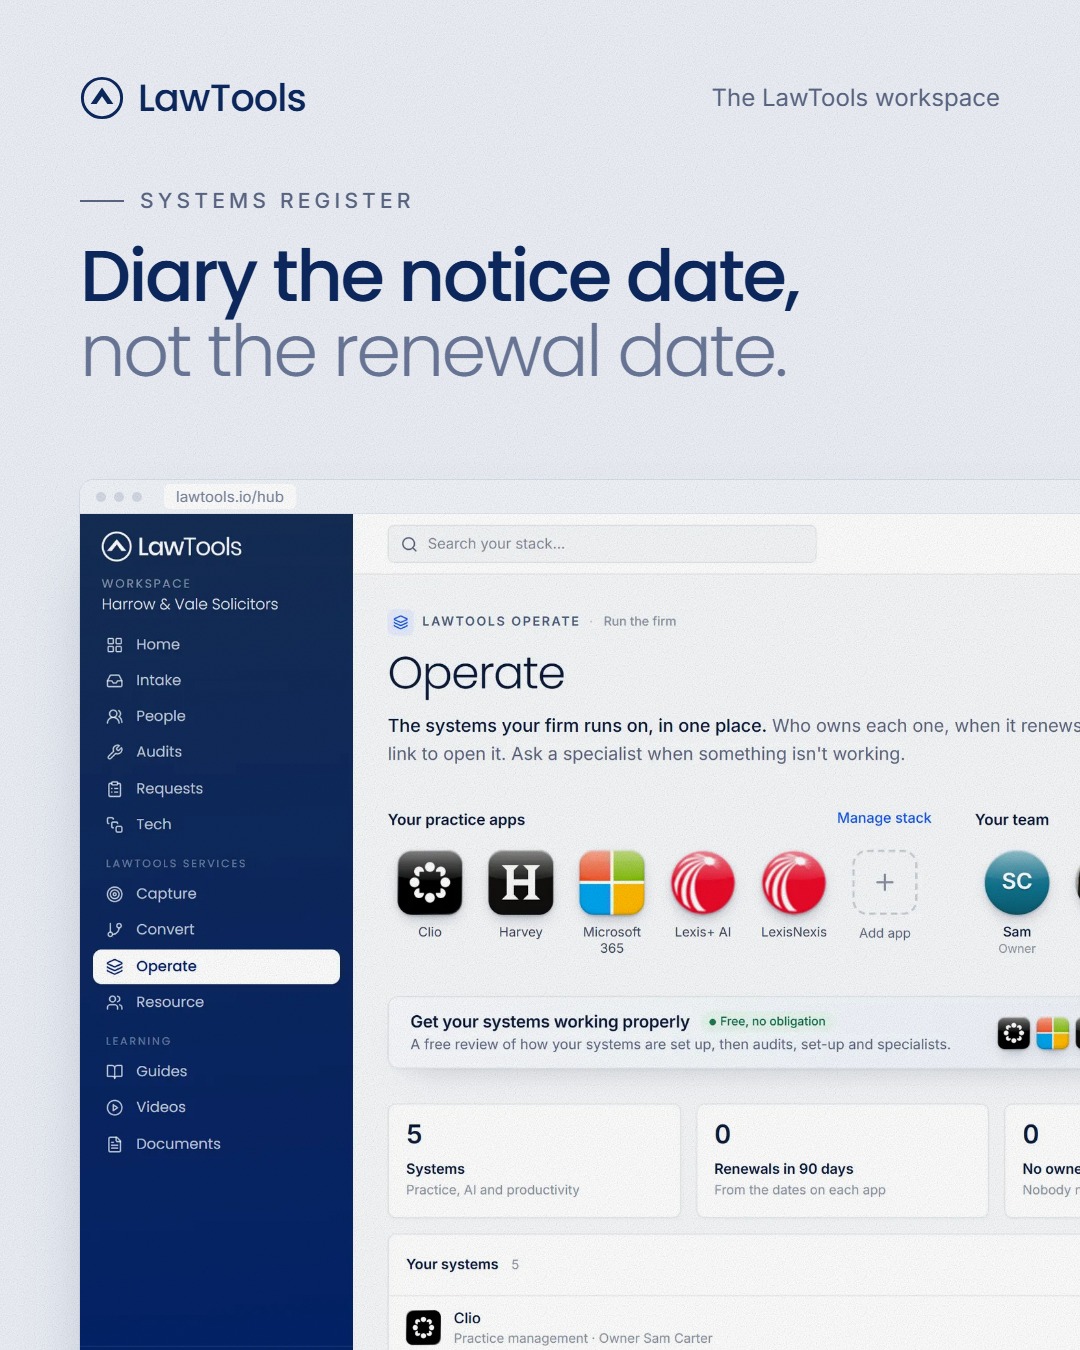 LawTools
The LawTools workspace
SYSTEMS REGISTER
Diary the notice date,
not the renewal date.
lawtools.io/hub
LawTools
WORKSPACE
Harrow & Vale Solicitors
Home
Intake
People
Audits
Requests
Tech
LAWTOOLS SERVICES
Capture
Convert
Operate
Resource
LEARNING
Guides
Videos
Documents
Search your stack...
LAWTOOLS OPERATE · Run the firm
Operate
The systems your firm runs on, in one place. Who owns each one, when it renews
link to open it. Ask a specialist when something isn't working.
Your practice apps
Manage stack
Your team
H
SC
Clio
Harvey
Microsoft
365
Lexis+ AI
LexisNexis
Add app
Sam
Owner
Get your systems working properly
Free, no obligation
A free review of how your systems are set up, then audits, set-up and specialists.
5
Systems
Practice, AI and productivity
0
Renewals in 90 days
From the dates on each app
0
No owne
Nobody
Your systems 5
Clio
Practice management · Owner Sam Carter